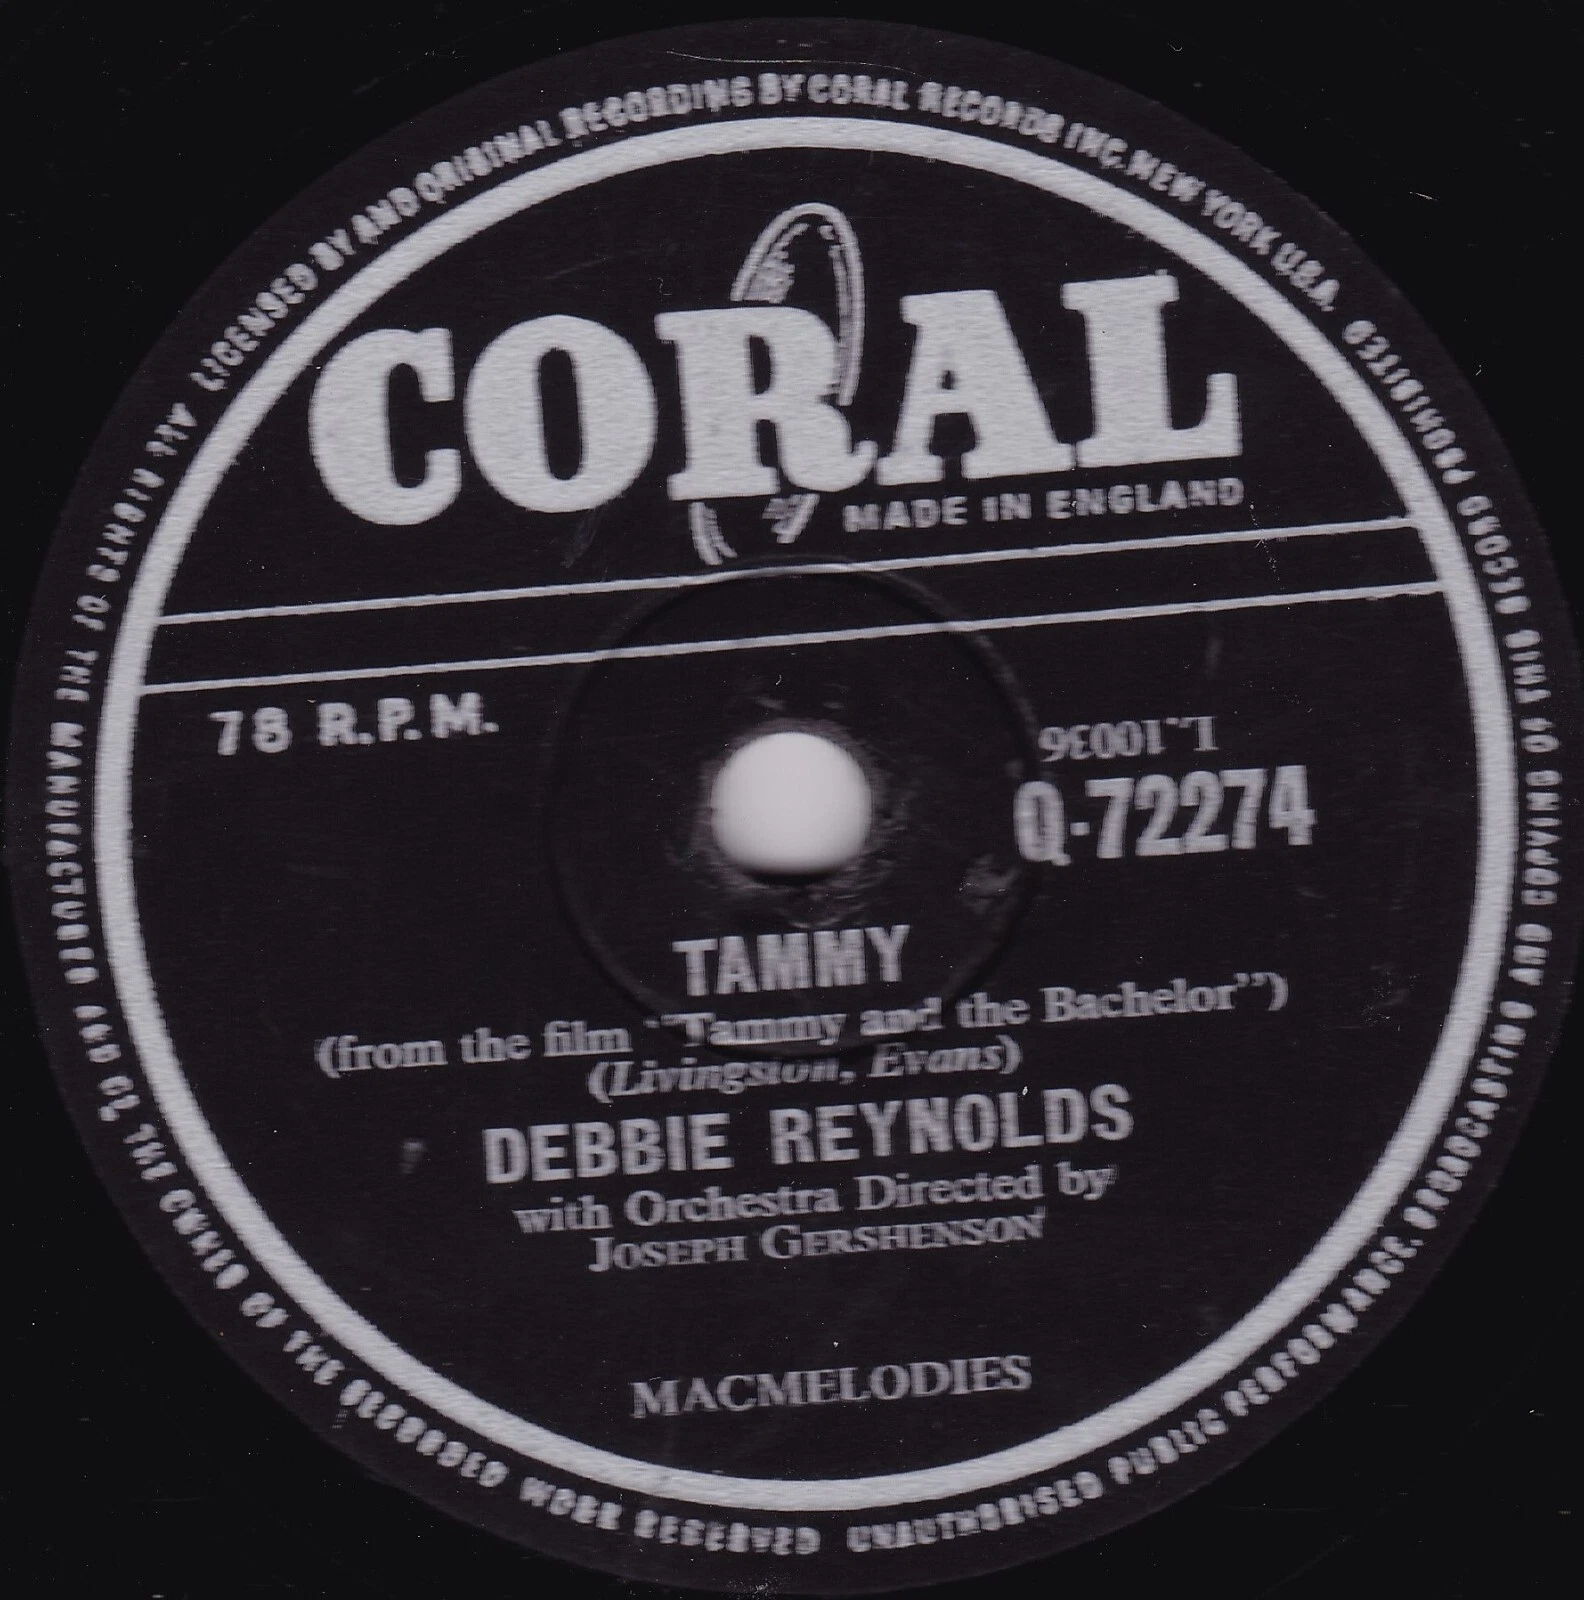 LICENSED BY AND ORIGINAL RECORDING BY CORAL RECORDS INC. NEW YORK U.S.A.
CORAL
MADE IN ENGLAND
78 R.P.M.
L.10036
Q-72274
TAMMY
(from the film "Tammy and the Bachelor")
(Livingston, Evans)
DEBBIE REYNOLDS
with Orchestra Directed by
JOSEPH GERSHENSON
MACMELODIES
ALL RIGHTS OF THE MANUFACTURER AND OF THE OWNER OF THE RECORDED WORK RESERVED
UNAUTHORISED PUBLIC PERFORMANCE, BROADCASTING AND COPYING OF THIS RECORD PROHIBITED